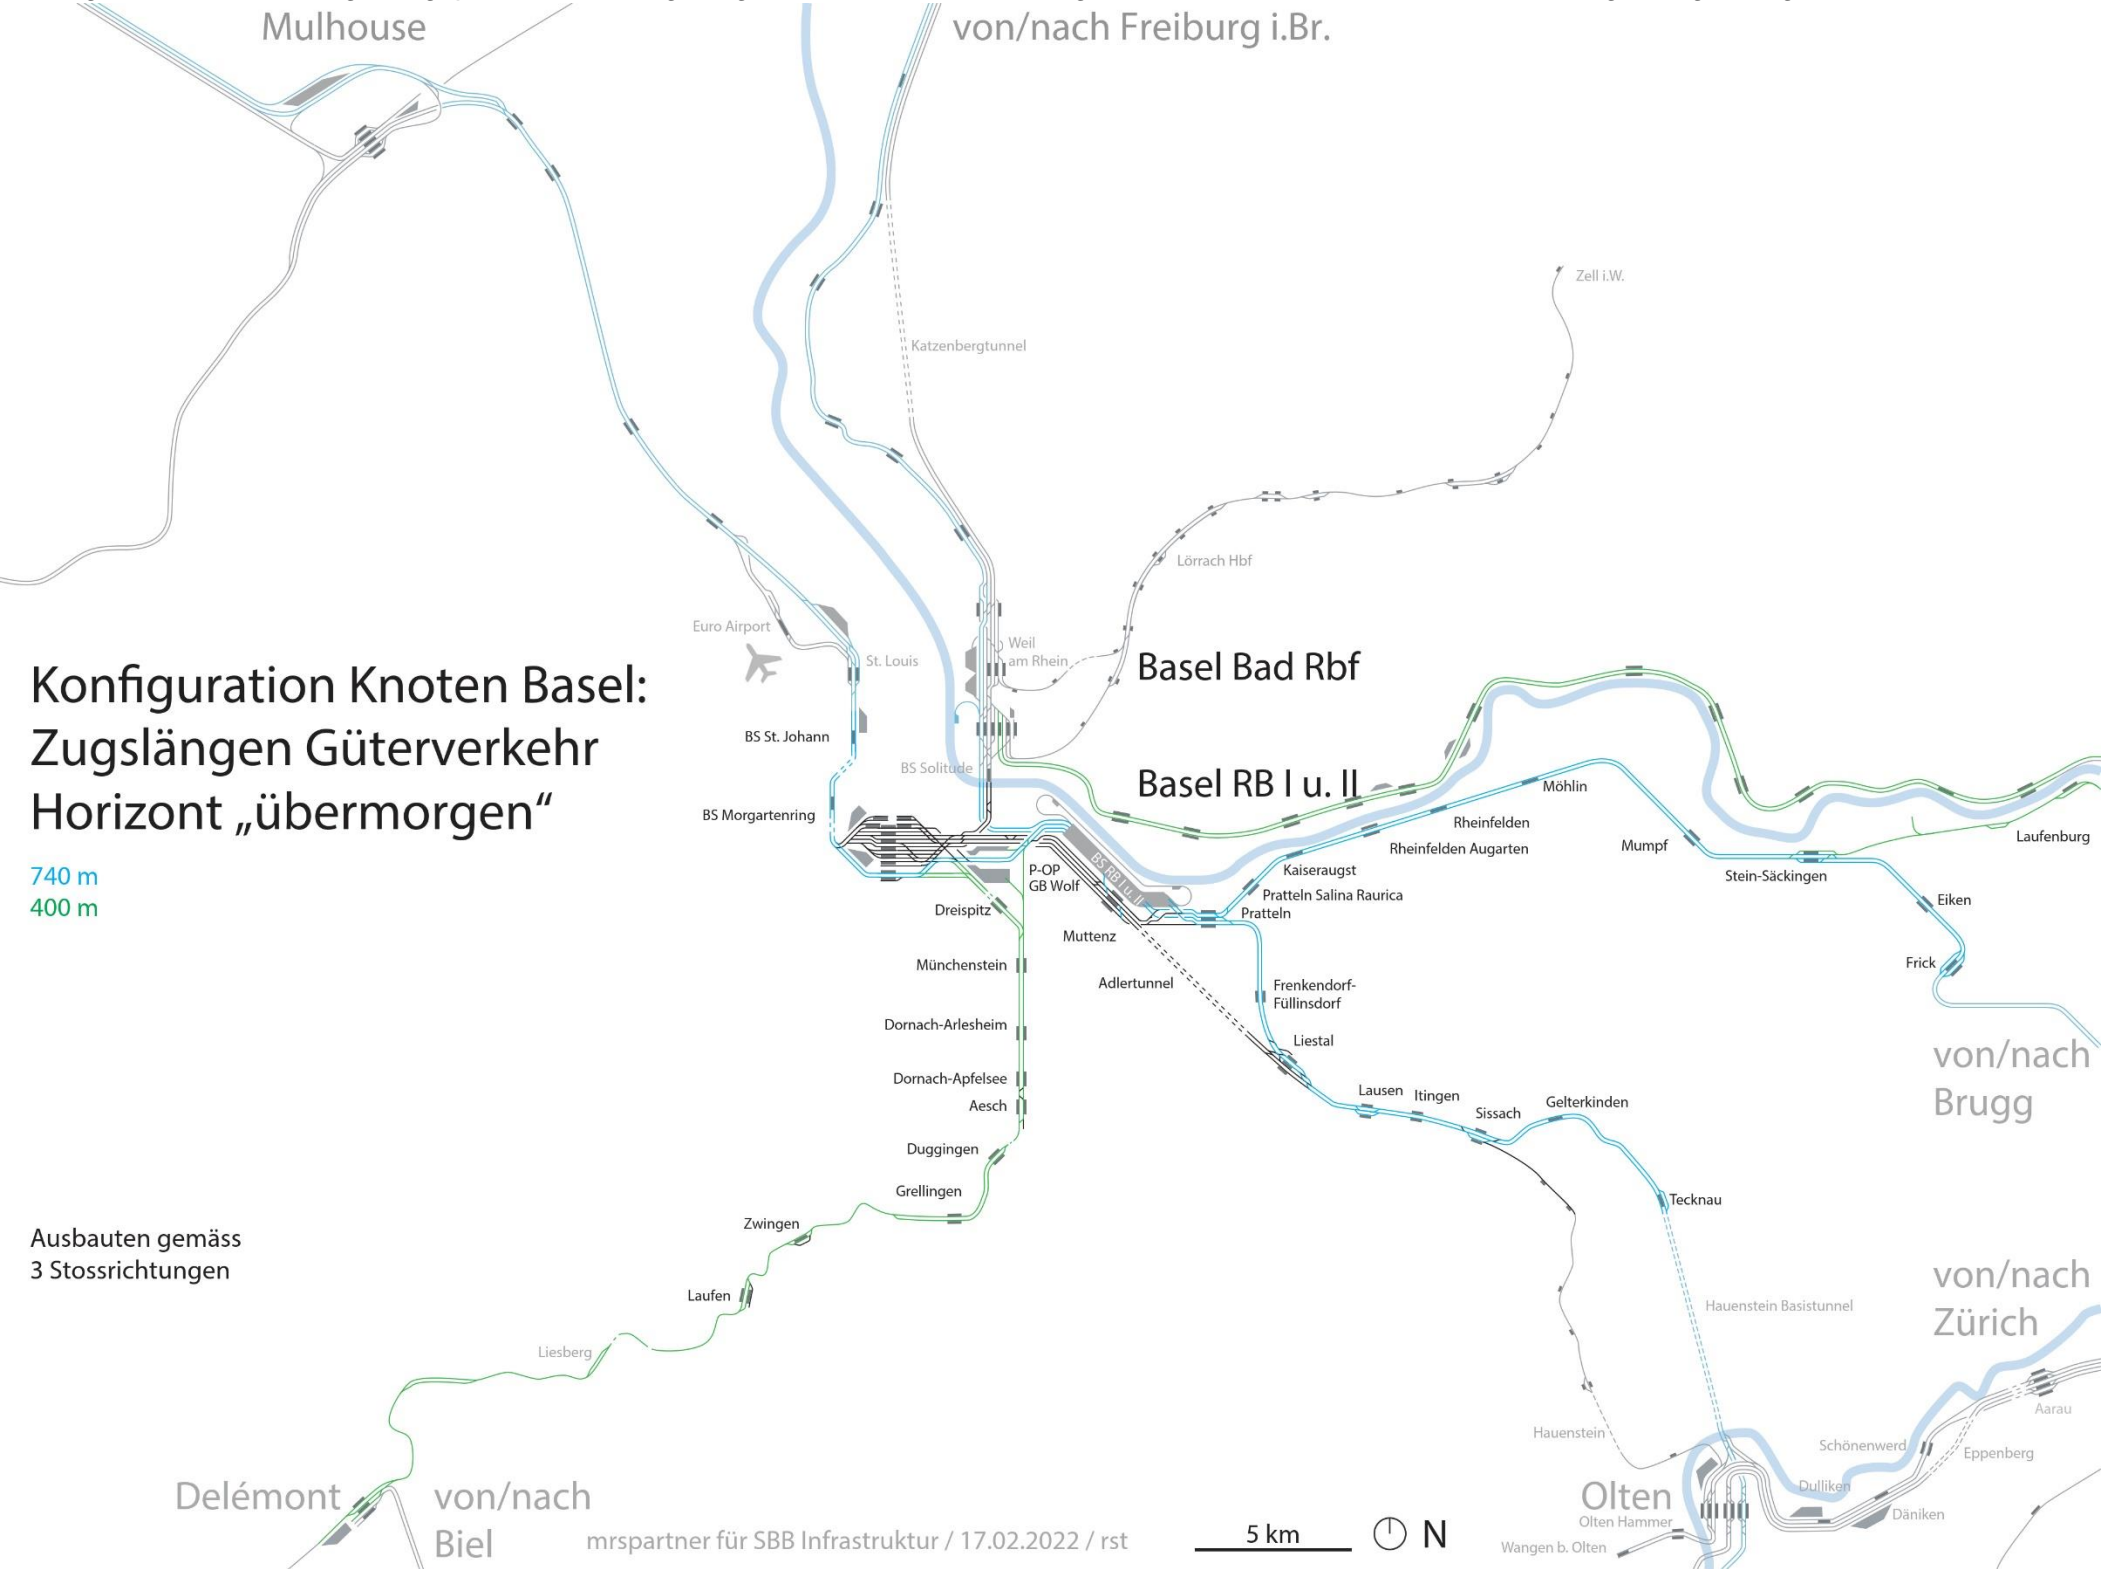 Mulhouse
von/nach Freiburg i.Br.
Zell i.W.
Katzenbergtunnel
Lörrach Hbf
Euro Airport
St. Louis
Weil
am Rhein
Basel Bad Rbf
Konfiguration Knoten Basel:
Zugslängen Güterverkehr
Horizont „übermorgen“
BS St. Johann
BS Solitude
Basel RB I u. II
BS Morgartenring
Möhlin
Rheinfelden
Rheinfelden Augarten
Mumpf
Laufenburg
740 m
400 m
P-OP
GB Wolf
BS RB I u. II
Kaiseraugst
Stein-Säckingen
Pratteln Salina Raurica
Pratteln
Eiken
Dreispitz
Muttenz
Frick
Münchenstein
Adlertunnel
Frenkendorf-
Füllinsdorf
Dornach-Arlesheim
Liestal
von/nach
Brugg
Dornach-Apfelsee
Aesch
Lausen
Itingen
Sissach
Gelterkinden
Duggingen
Grellingen
Tecknau
Zwingen
Ausbauten gemäss
3 Stossrichtungen
Laufen
von/nach
Zürich
Hauenstein Basistunnel
Liesberg
Aarau
Hauenstein
Schönenwerd
Eppenberg
Delémont
von/nach
Biel
Olten
Olten Hammer
Dulliken
Däniken
Wangen b. Olten
mrspartner für SBB Infrastruktur / 17.02.2022 / rst
5 km
N